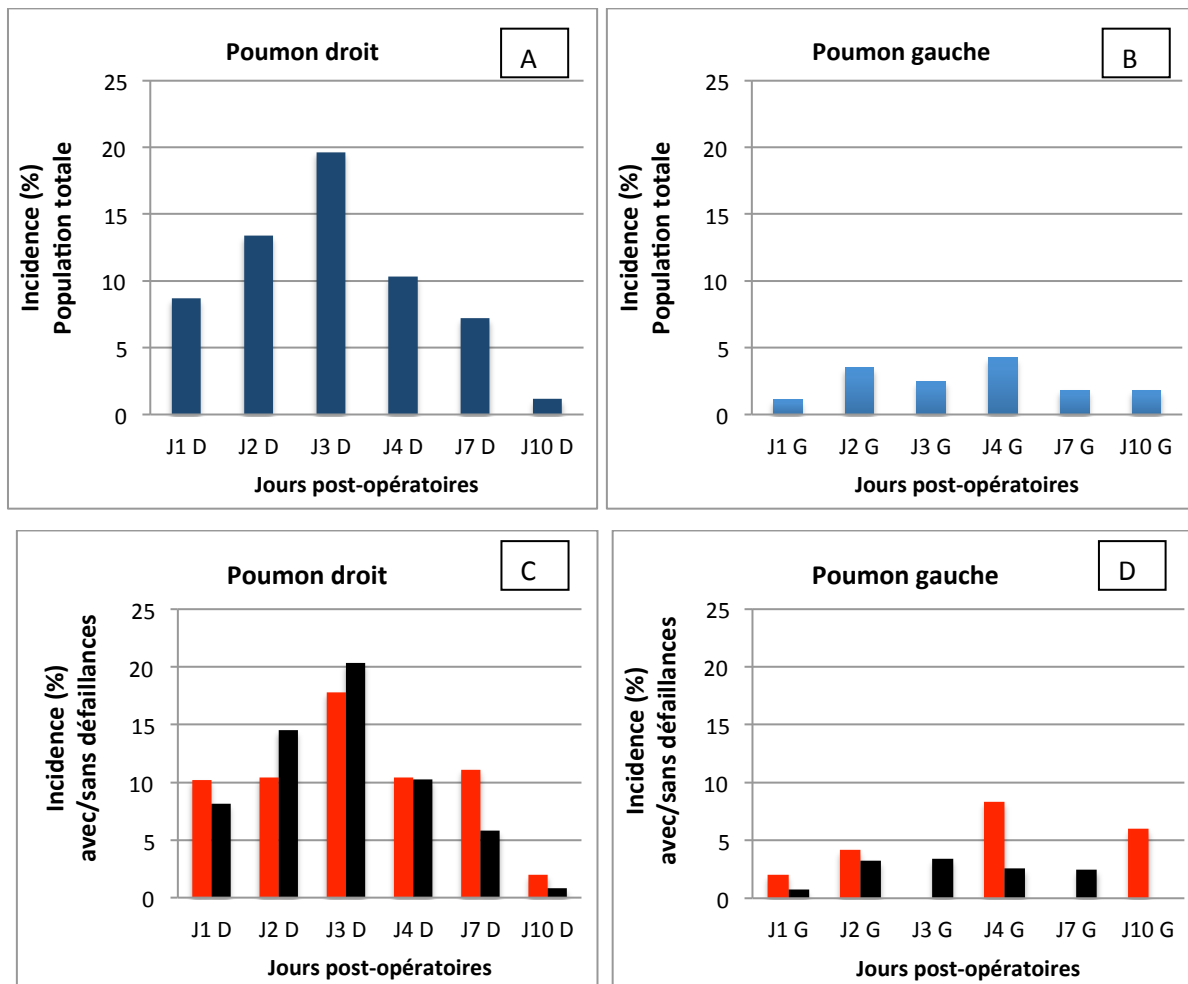 Poumon droit
A
Incidence (%)
Population totale
25
20
15
10
5
0
J1 D J2 D J3 D J4 D J7 D J10 D
Jours post-opératoires
Poumon gauche
B
Incidence (%)
Population totale
25
20
15
10
5
0
J1 G J2 G J3 G J4 G J7 G J10 G
Jours post-opératoires
Poumon droit
C
Incidence (%)
avec/sans défaillances
25
20
15
10
5
0
J1 D J2 D J3 D J4 D J7 D J10 D
Jours post-opératoires
Poumon gauche
D
Incidence (%)
avec/sans défaillances
25
20
15
10
5
0
J1 G J2 G J3 G J4 G J7 G J10 G
Jours post-opératoires